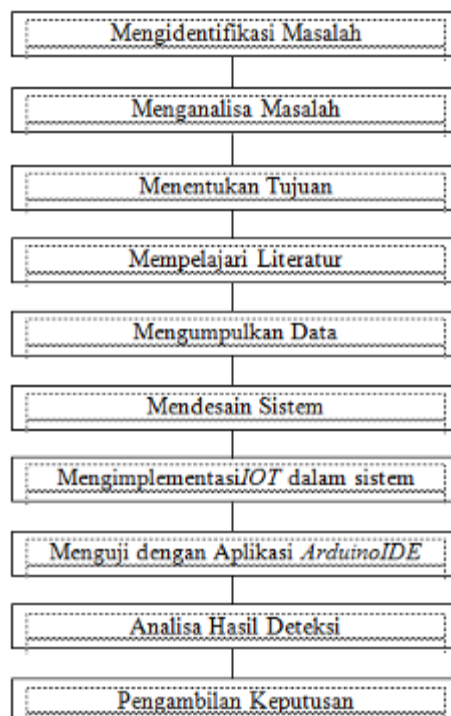 Mengidentifikasi Masalah
Menganalisa Masalah
Menentukan Tujuan
Mempelajari Literatur
Mengumpulkan Data
Mendesain Sistem
MengimplementasiIOT dalam sistem
Menguji dengan Aplikasi ArduinoIDE
Analisa Hasil Deteksi
Pengambilan Keputusan